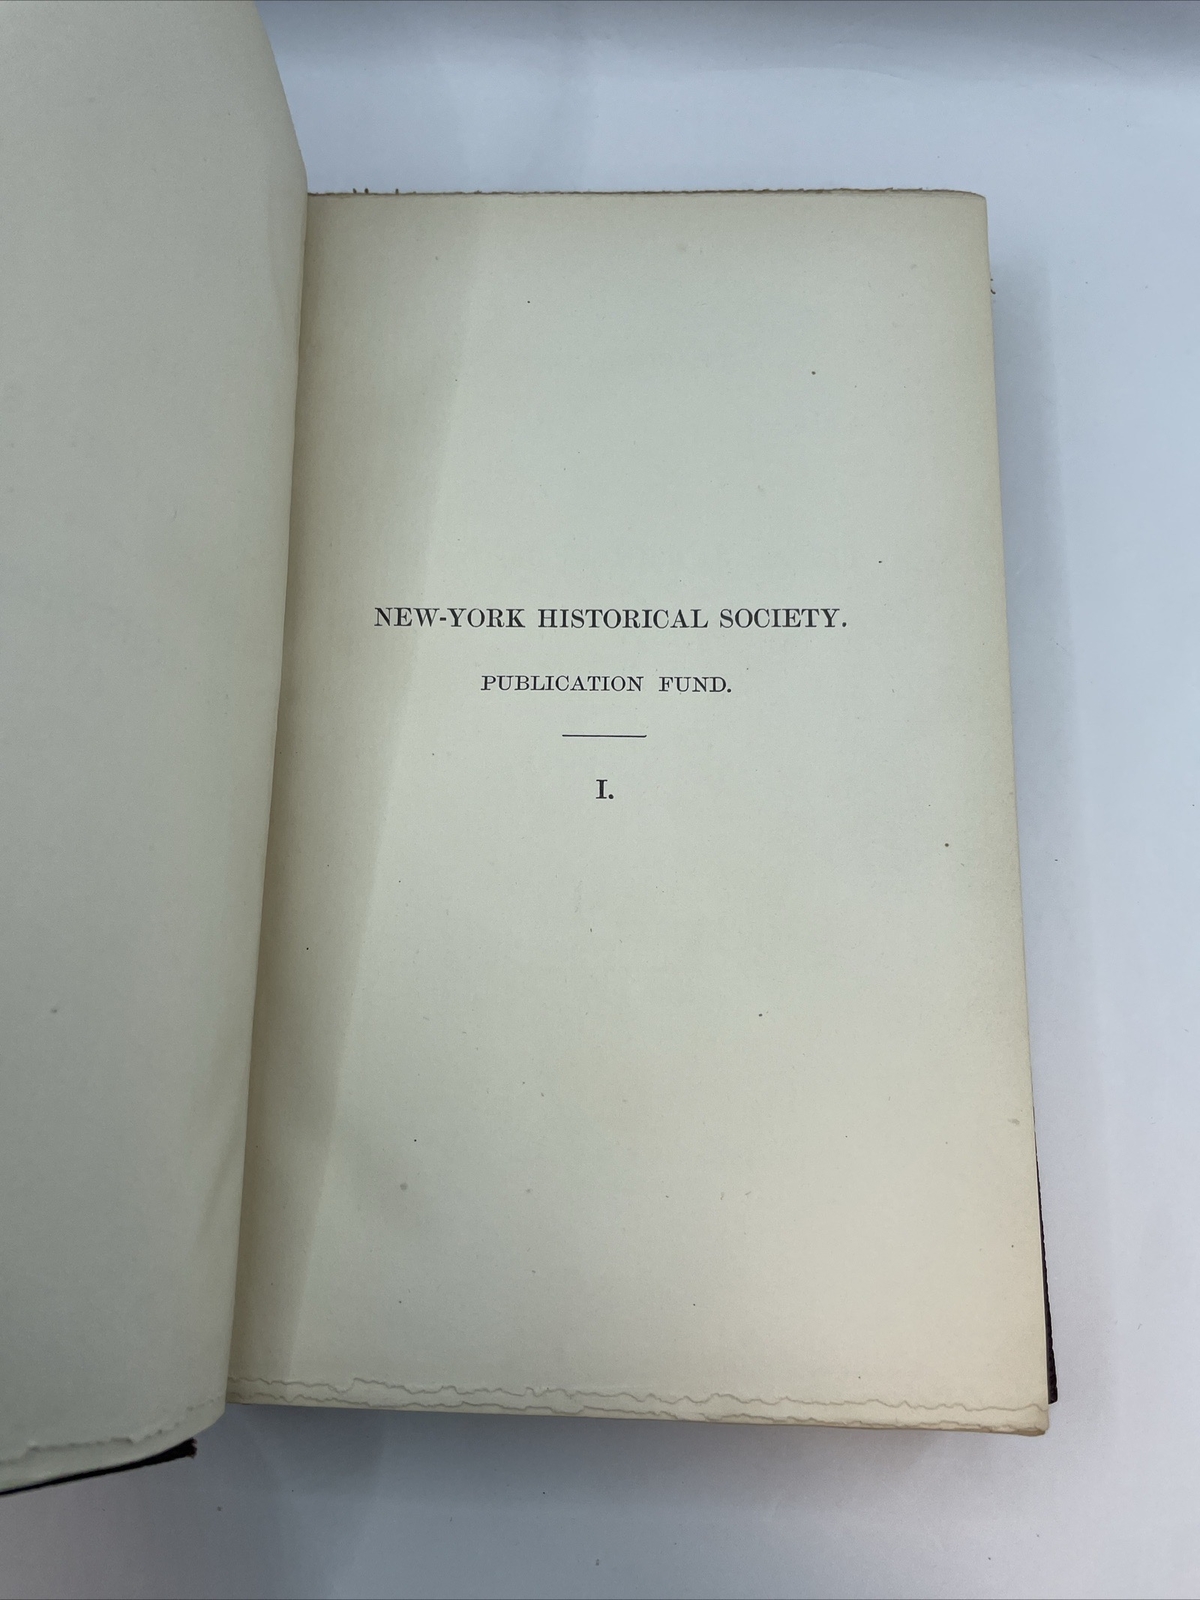 NEW-YORK HISTORICAL SOCIETY.
PUBLICATION FUND.
I.